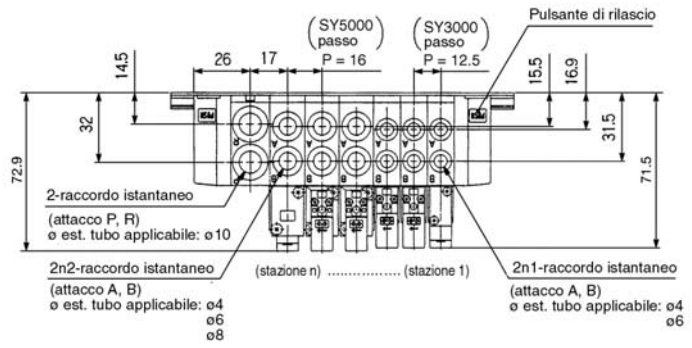 (SY5000)
passo
P = 16
(SY3000)
passo
P = 12.5
Pulsante di rilascio
26
17
14.5
32
72.9
15.5
16.9
31.5
71.5
R
P
A
A
A
A
A
A
B
B
B
B
B
B
2-raccordo istantaneo
(attacco P, R)
ø est. tubo applicabile: ø10
2n2-raccordo istantaneo
(attacco A, B)
ø est. tubo applicabile: ø4
ø6
ø8
(stazione n) ................. (stazione 1)
2n1-raccordo istantaneo
(attacco A, B)
ø est. tubo applicabile: ø4
ø6